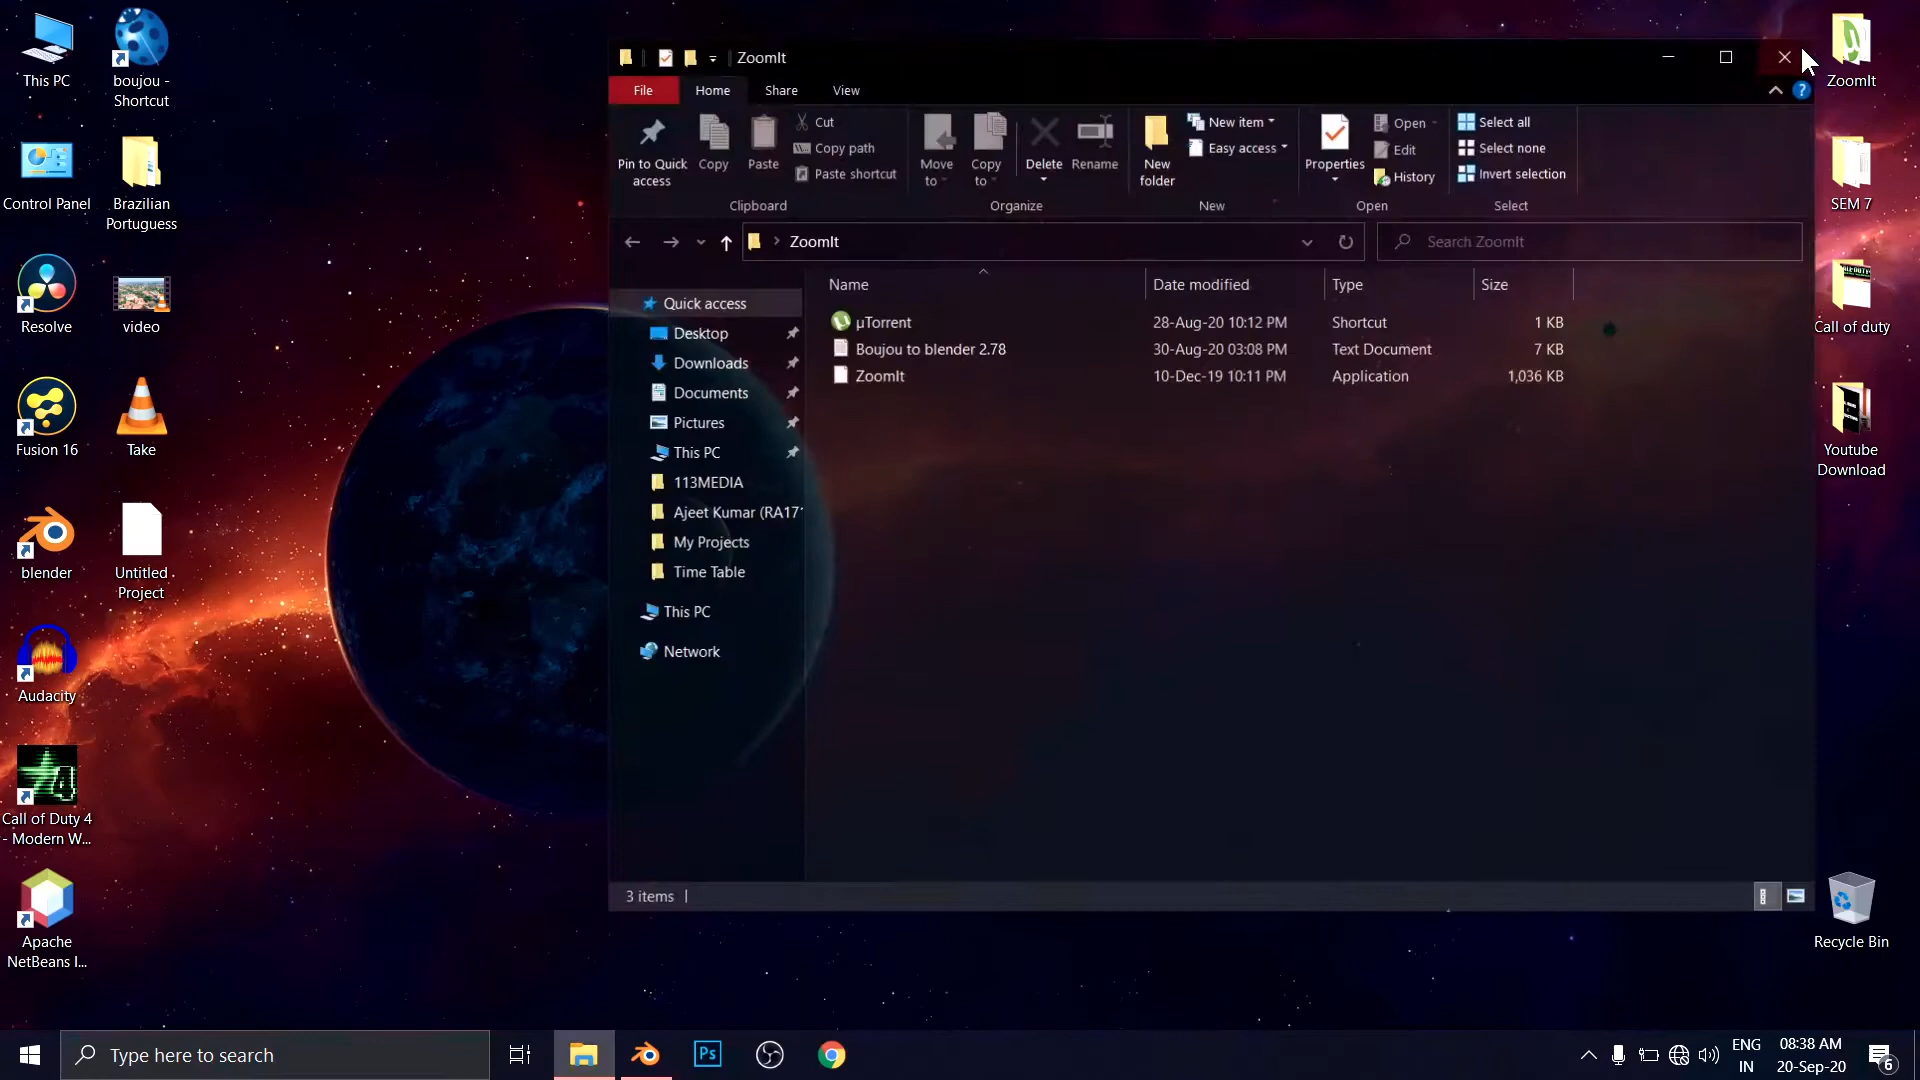 This PC
boujou -
Shortcut
Control Panel
Brazilian
Portuguess
Resolve
video
Fusion 16
Take
blender
Untitled
Project
Audacity
Call of Duty 4
- Modern W...
Apache
NetBeans I...
ZoomIt
File
Home
Share
View
Pin to Quick
access
Copy
Paste
Cut
Copy path
Paste shortcut
Clipboard
Move
to
Copy
to
Delete
Rename
Organize
New
folder
New item
Easy access
New
Properties
Open
Edit
History
Open
Select all
Select none
Invert selection
Select
ZoomIt
Search ZoomIt
Name
Date modified
Type
Size
µTorrent
28-Aug-20 10:12 PM
Shortcut
1 KB
Boujou to blender 2.78
30-Aug-20 03:08 PM
Text Document
7 KB
ZoomIt
10-Dec-19 10:11 PM
Application
1,036 KB
Quick access
Desktop
Downloads
Documents
Pictures
This PC
113MEDIA
Ajeet Kumar (RA171
My Projects
Time Table
This PC
Network
3 items
ZoomIt
SEM 7
Call of duty
Youtube
Download
Recycle Bin
Type here to search
Ps
ENG
IN
08:38 AM
20-Sep-20
6